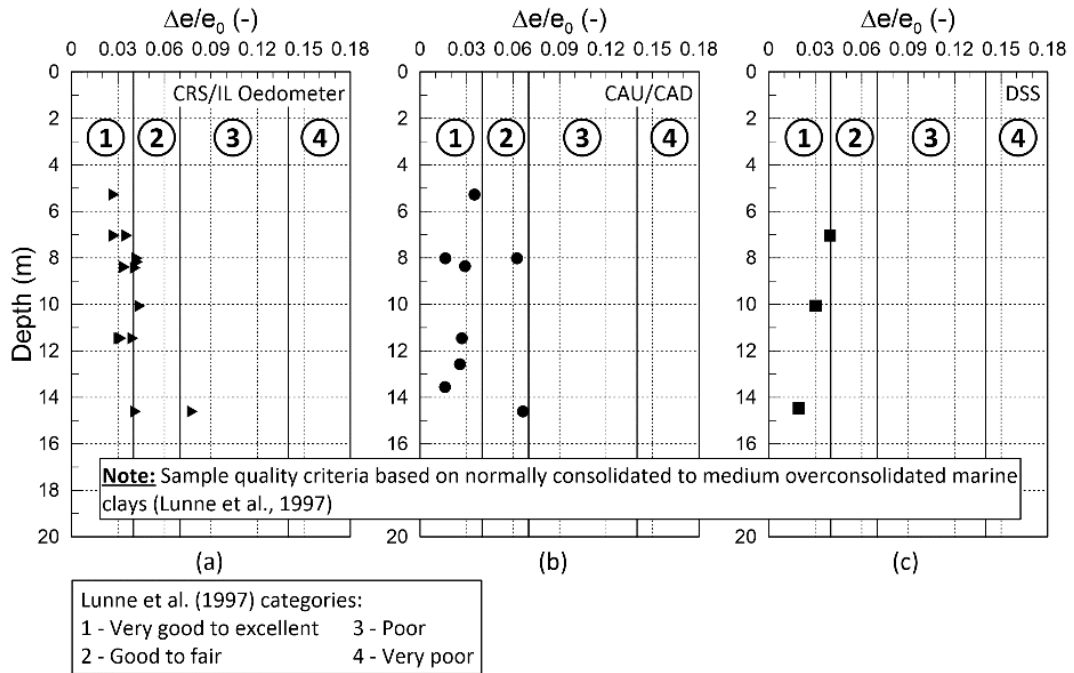 Δe/e0 (-) Δe/e0 (-) Δe/e0 (-)
0 0.03 0.06 0.09 0.12 0.15 0.18 0 0.03 0.06 0.09 0.12 0.15 0.18 0 0.03 0.06 0.09 0.12 0.15 0.18
0 0 0
CRS/IL Oedometer CAU/CAD DSS
2 2 2
1 2 3 4 1 2 3 4 1 2 3 4
4 4 4
6 6 6
8 8 8
Depth (m)
10 10 10
12 12 12
14 14 14
16 16 16
Note: Sample quality criteria based on normally consolidated to medium overconsolidated marine
clays (Lunne et al., 1997)
18
20 20 20
(a) (b) (c)
Lunne et al. (1997) categories:
1 - Very good to excellent 3 - Poor
2 - Good to fair 4 - Very poor